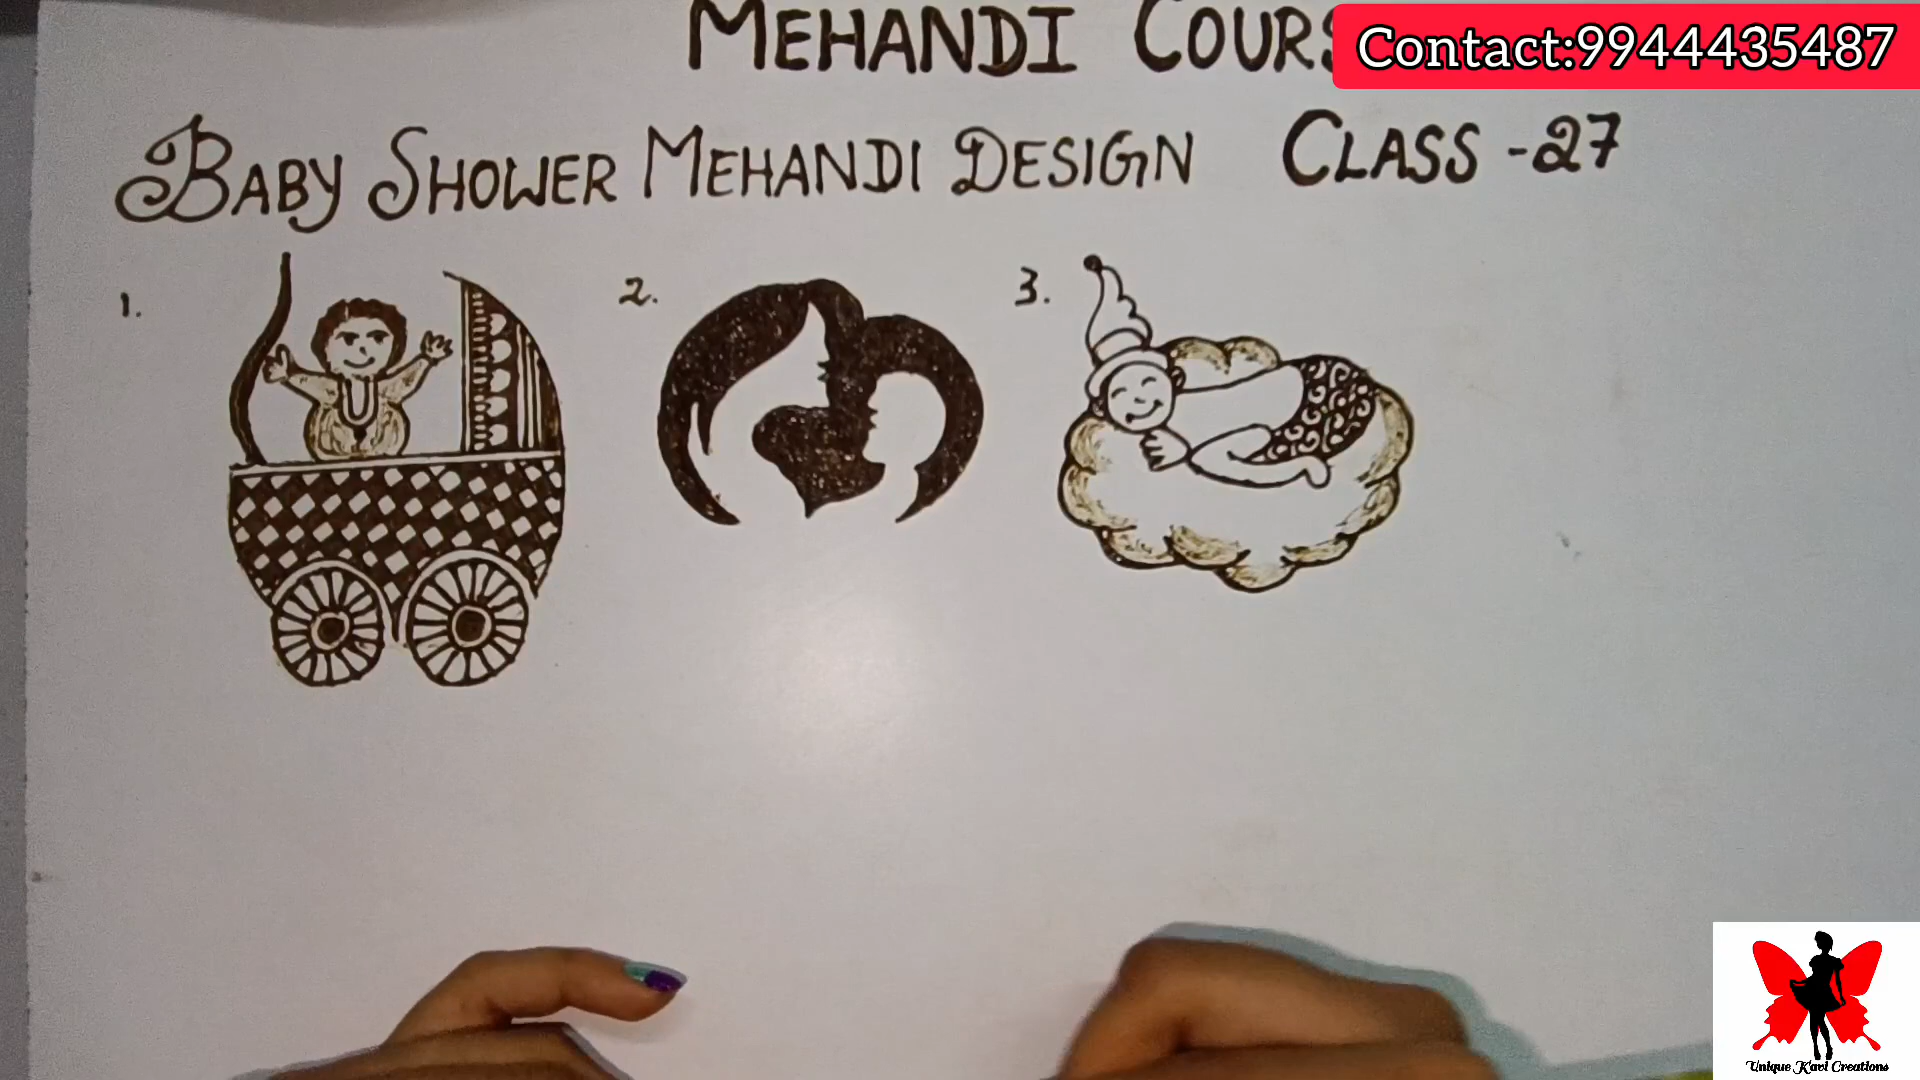 MEHANDI COURS
Contact:9944435487
BABY SHOWER MEHANDI DESIGN CLASS -27
1.
2.
3.
Unique Kavi Creations